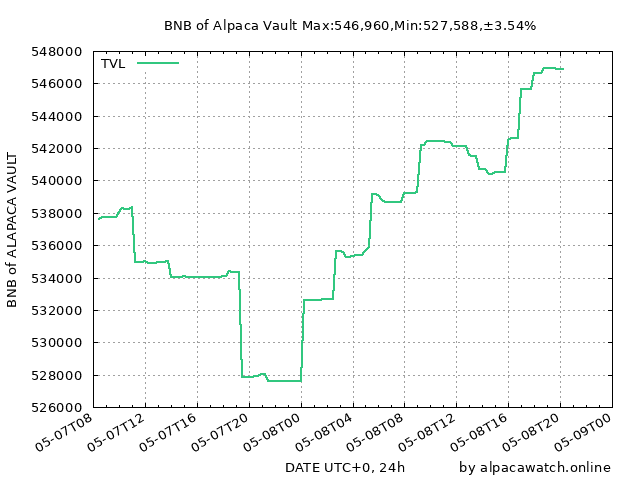 BNB of Alpaca Vault Max:546,960,Min:527,588,±3.54%
548000
546000
544000
542000
540000
538000
536000
534000
532000
530000
528000
526000
TVL
BNB of ALAPACA VAULT
05-07T08
05-07T12
05-07T16
05-07T20
05-08T00
05-08T04
05-08T08
05-08T12
05-08T16
05-08T20
05-09T00
DATE UTC+0, 24h
by alpacawatch.online